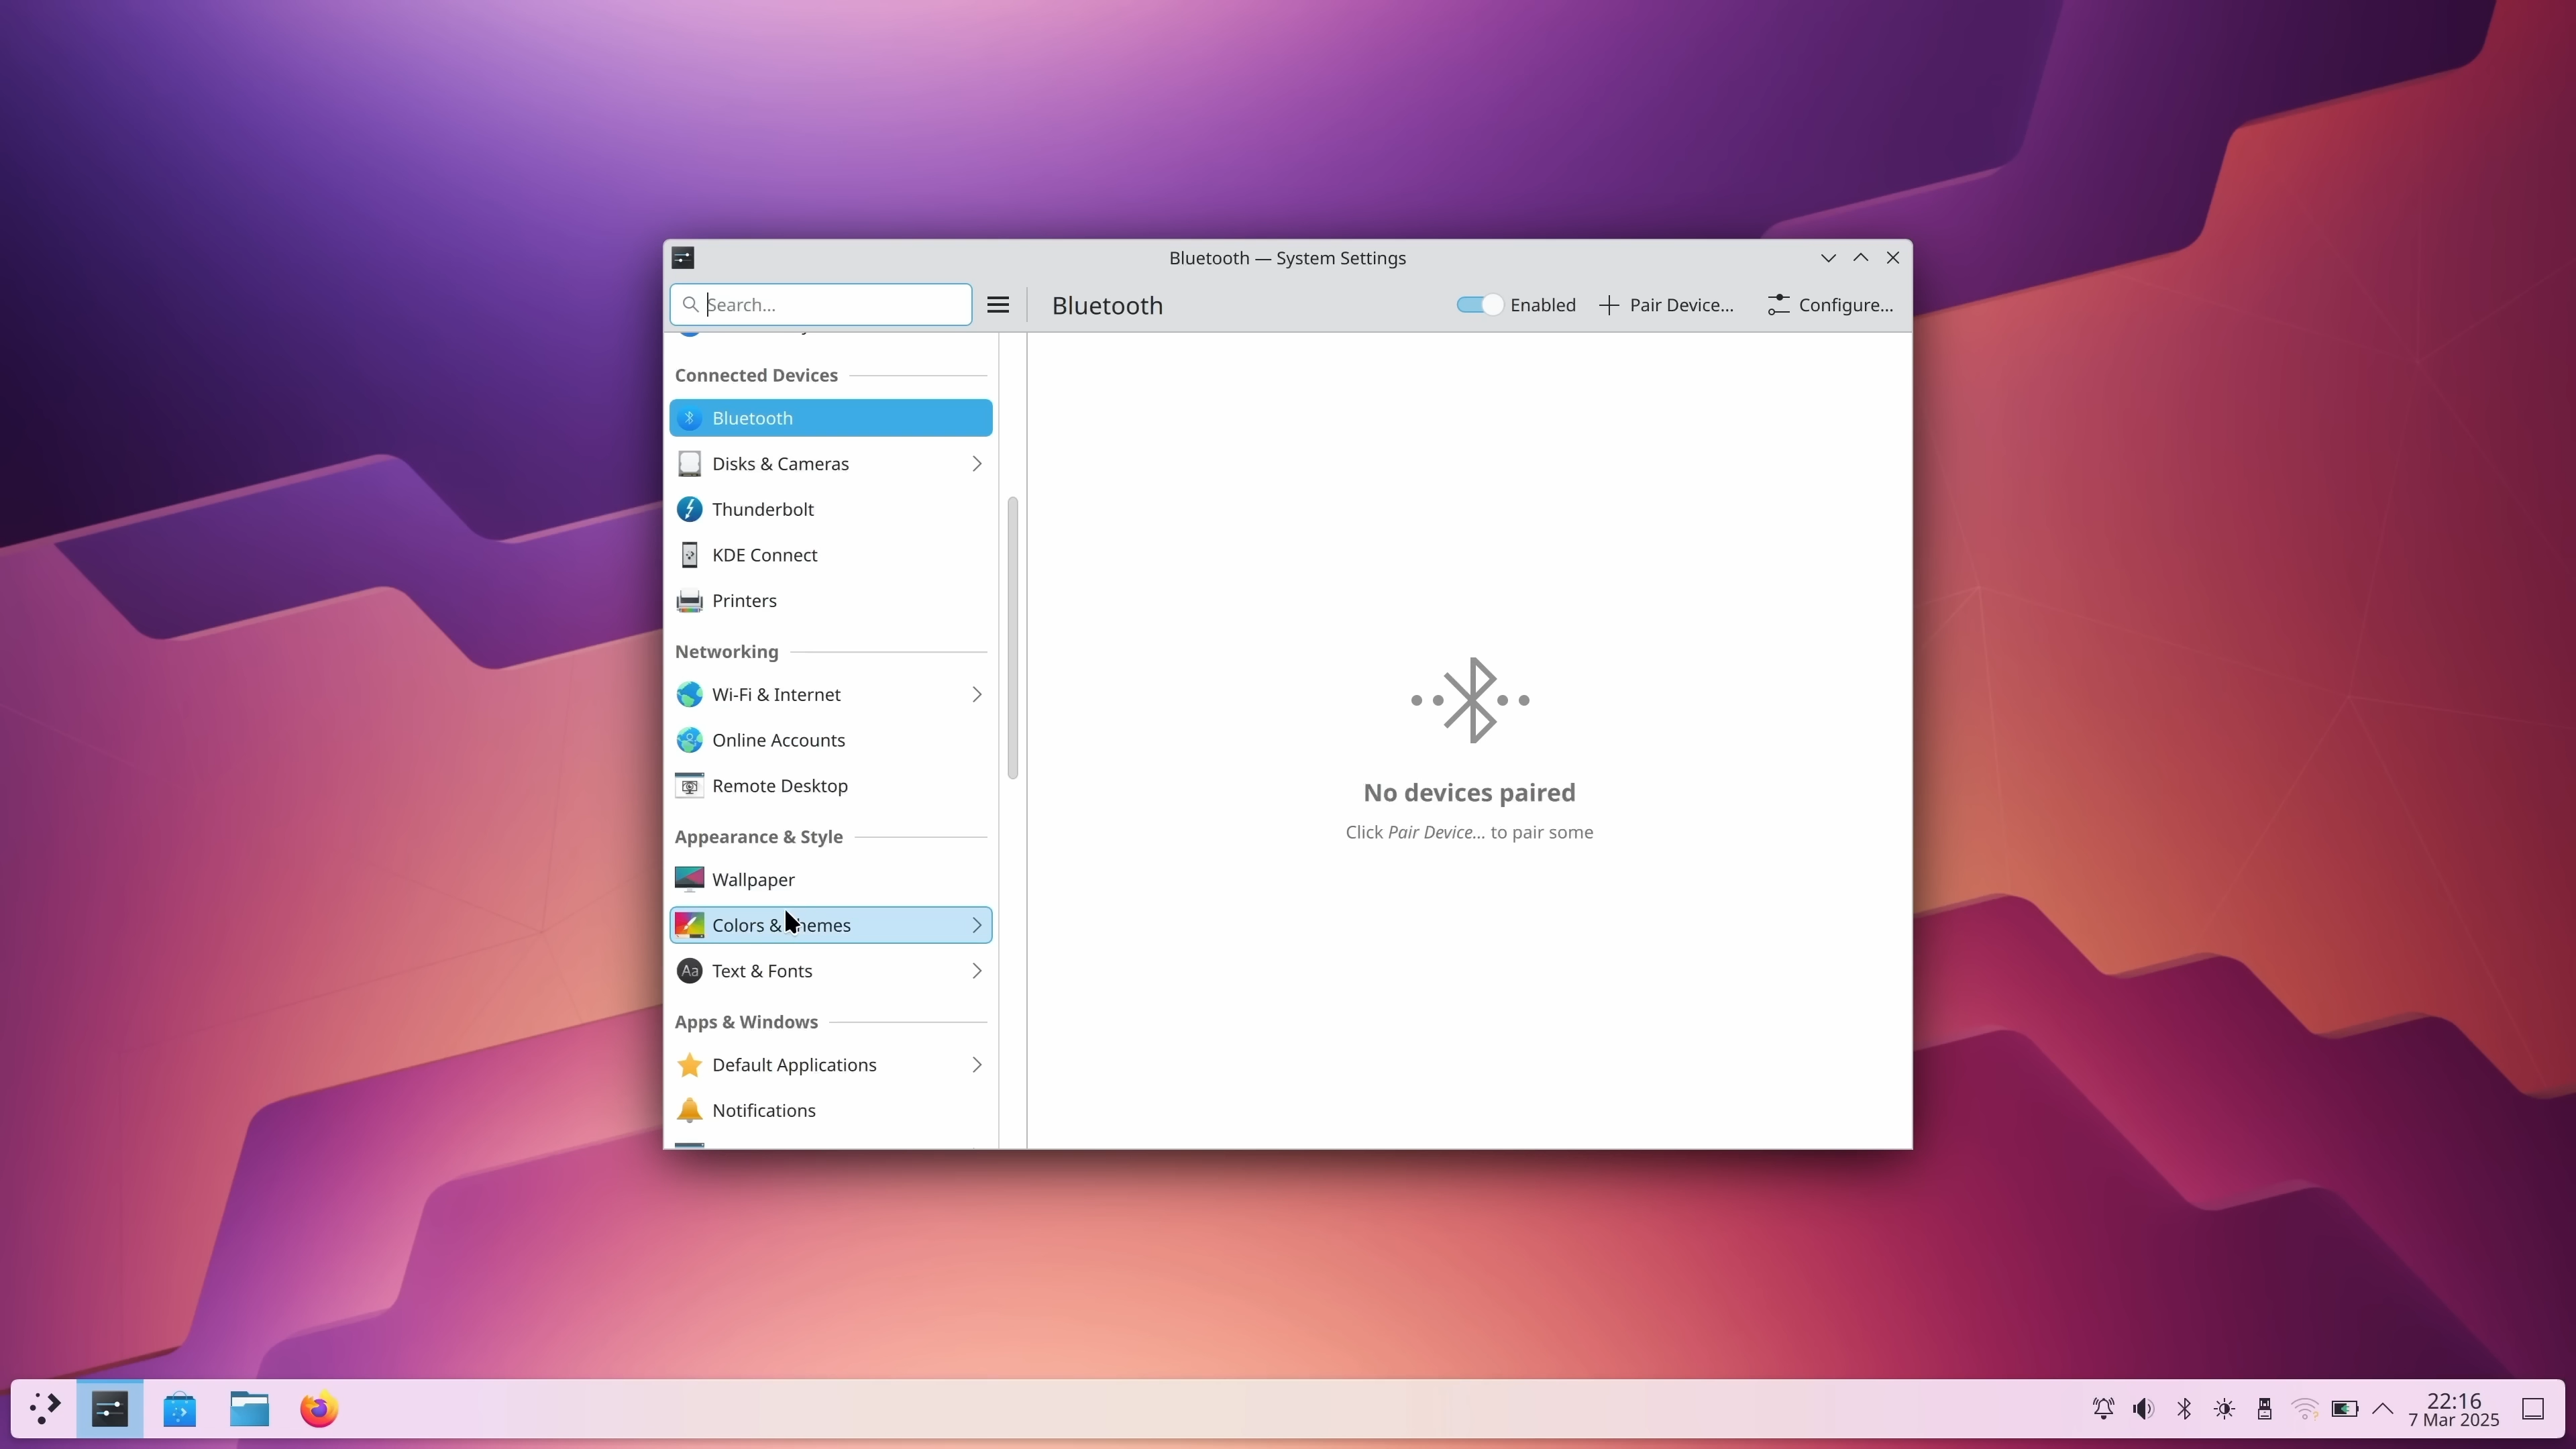 Bluetooth — System Settings
Search...
Bluetooth
Enabled
Pair Device...
Configure...
Connected Devices
Bluetooth
Disks & Cameras
Thunderbolt
KDE Connect
Printers
Networking
Wi-Fi & Internet
Online Accounts
Remote Desktop
Appearance & Style
Wallpaper
Colors & Themes
Text & Fonts
Apps & Windows
Default Applications
Notifications
No devices paired
Click Pair Device... to pair some
22:16
7 Mar 2025